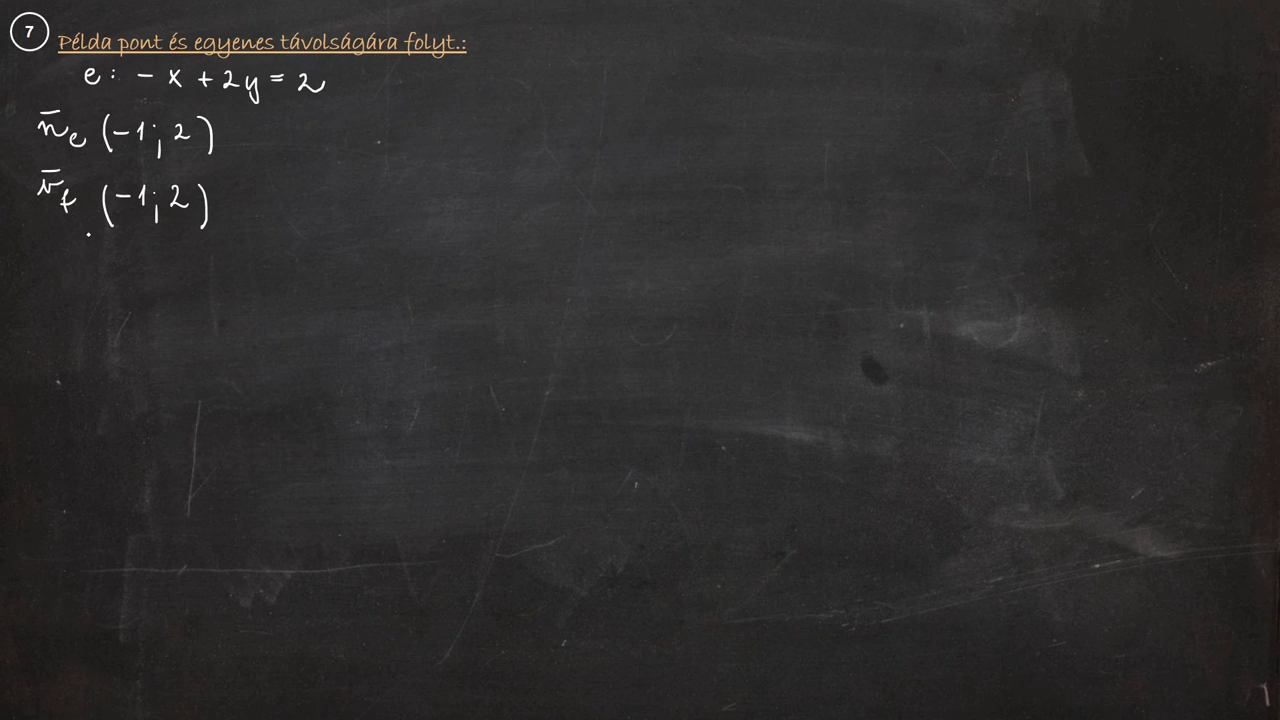 7 Példa pont és egyenes távolságára folyt.:
e: - x + 2y = 2
n̄e (-1; 2)
v̄f (-1; 2)